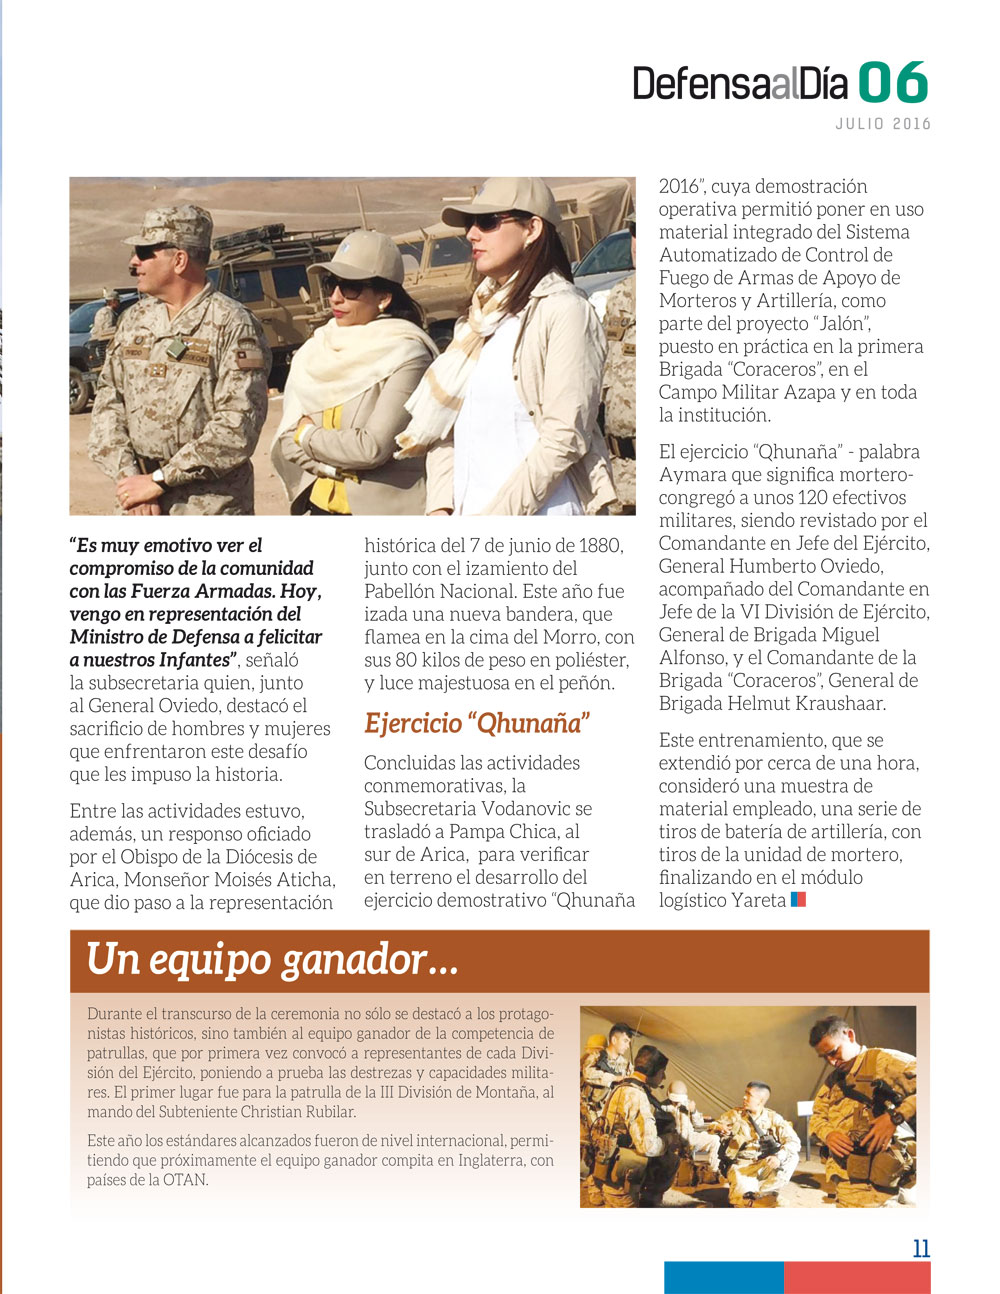 DefensaalDía 06
JULIO 2016
“Es muy emotivo ver el
compromiso de la comunidad
con las Fuerza Armadas. Hoy,
vengo en representación del
Ministro de Defensa a felicitar
a nuestros Infantes”, señaló
la subsecretaria quien, junto
al General Oviedo, destacó el
sacrificio de hombres y mujeres
que enfrentaron este desafío
que les impuso la historia.
Entre las actividades estuvo,
además, un responso oficiado
por el Obispo de la Diócesis de
Arica, Monseñor Moisés Aticha,
que dio paso a la representación
histórica del 7 de junio de 1880,
junto con el izamiento del
Pabellón Nacional. Este año fue
izada una nueva bandera, que
flamea en la cima del Morro, con
sus 80 kilos de peso en poliéster,
y luce majestuosa en el peñón.
Ejercicio “Qhunaña”
Concluidas las actividades
conmemorativas, la
Subsecretaria Vodanovic se
trasladó a Pampa Chica, al
sur de Arica, para verificar
en terreno el desarrollo del
ejercicio demostrativo “Qhunaña
2016”, cuya demostración
operativa permitió poner en uso
material integrado del Sistema
Automatizado de Control de
Fuego de Armas de Apoyo de
Morteros y Artillería, como
parte del proyecto “Jalón”,
puesto en práctica en la primera
Brigada “Coraceros”, en el
Campo Militar Azapa y en toda
la institución.
El ejercicio “Qhunaña” - palabra
Aymara que significa mortero-
congregó a unos 120 efectivos
militares, siendo revistado por el
Comandante en Jefe del Ejército,
General Humberto Oviedo,
acompañado del Comandante en
Jefe de la VI División de Ejército,
General de Brigada Miguel
Alfonso, y el Comandante de la
Brigada “Coraceros”, General de
Brigada Helmut Kraushaar.
Este entrenamiento, que se
extendió por cerca de una hora,
consideró una muestra de
material empleado, una serie de
tiros de batería de artillería, con
tiros de la unidad de mortero,
finalizando en el módulo
logístico Yareta
Un equipo ganador...
Durante el transcurso de la ceremonia no sólo se destacó a los protago-
nistas históricos, sino también al equipo ganador de la competencia de
patrullas, que por primera vez convocó a representantes de cada Divi-
sión del Ejército, poniendo a prueba las destrezas y capacidades milita-
res. El primer lugar fue para la patrulla de la III División de Montaña, al
mando del Subteniente Christian Rubilar.
Este año los estándares alcanzados fueron de nivel internacional, permi-
tiendo que próximamente el equipo ganador compita en Inglaterra, con
países de la OTAN.
11